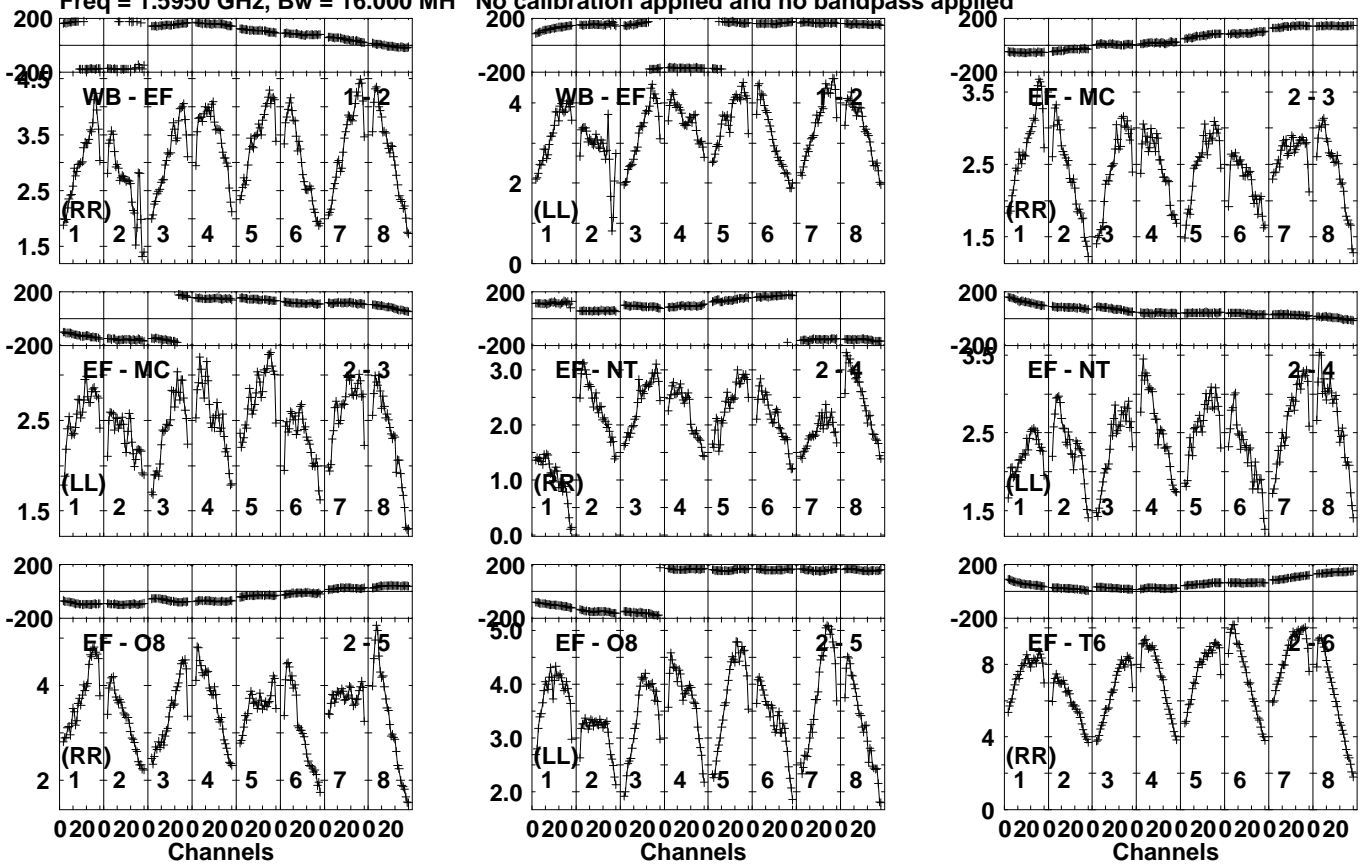 Freq = 1.5950 GHz, Bw = 16.000 MH No calibration applied and no bandpass applied
200 200 200
-200 -200 -200
4.5 WB - EF 1 - 2 WB - EF 1 - 2 EF - MC 2 - 3
4 3.5
3.5
2.5 2 2.5
(RR) (LL) (RR)
1.5 1 2 3 4 5 6 7 8 1 2 3 4 5 6 7 8 1.5 1 2 3 4 5 6 7 8
0
200 200 200
-200 -200 -200
EF - MC 2 - 3 3.0 EF - NT 2 - 4 3.5 EF - NT 2 - 4
2.5 2.0 2.5
(LL) 1.0 (RR) (LL)
1.5 1 2 3 4 5 6 7 8 0.0 1 2 3 4 5 6 7 8 1.5 1 2 3 4 5 6 7 8
200 200 200
-200 -200 -200
EF - O8 2 - 5 5.0 EF - O8 2 - 5 EF - T6 2 - 6
4 4.0 8
3.0 4
(RR) (LL) (RR)
2 1 2 3 4 5 6 7 8 2.0 1 2 3 4 5 6 7 8 0 1 2 3 4 5 6 7 8
0 20 0 20 0 20 0 20 0 20 0 20 0 20 0 20 0 20 0 20 0 20 0 20 0 20 0 20 0 20 0 20 0 20 0 20 0 20 0 20 0 20 0 20 0 20 0 20
Channels Channels Channels